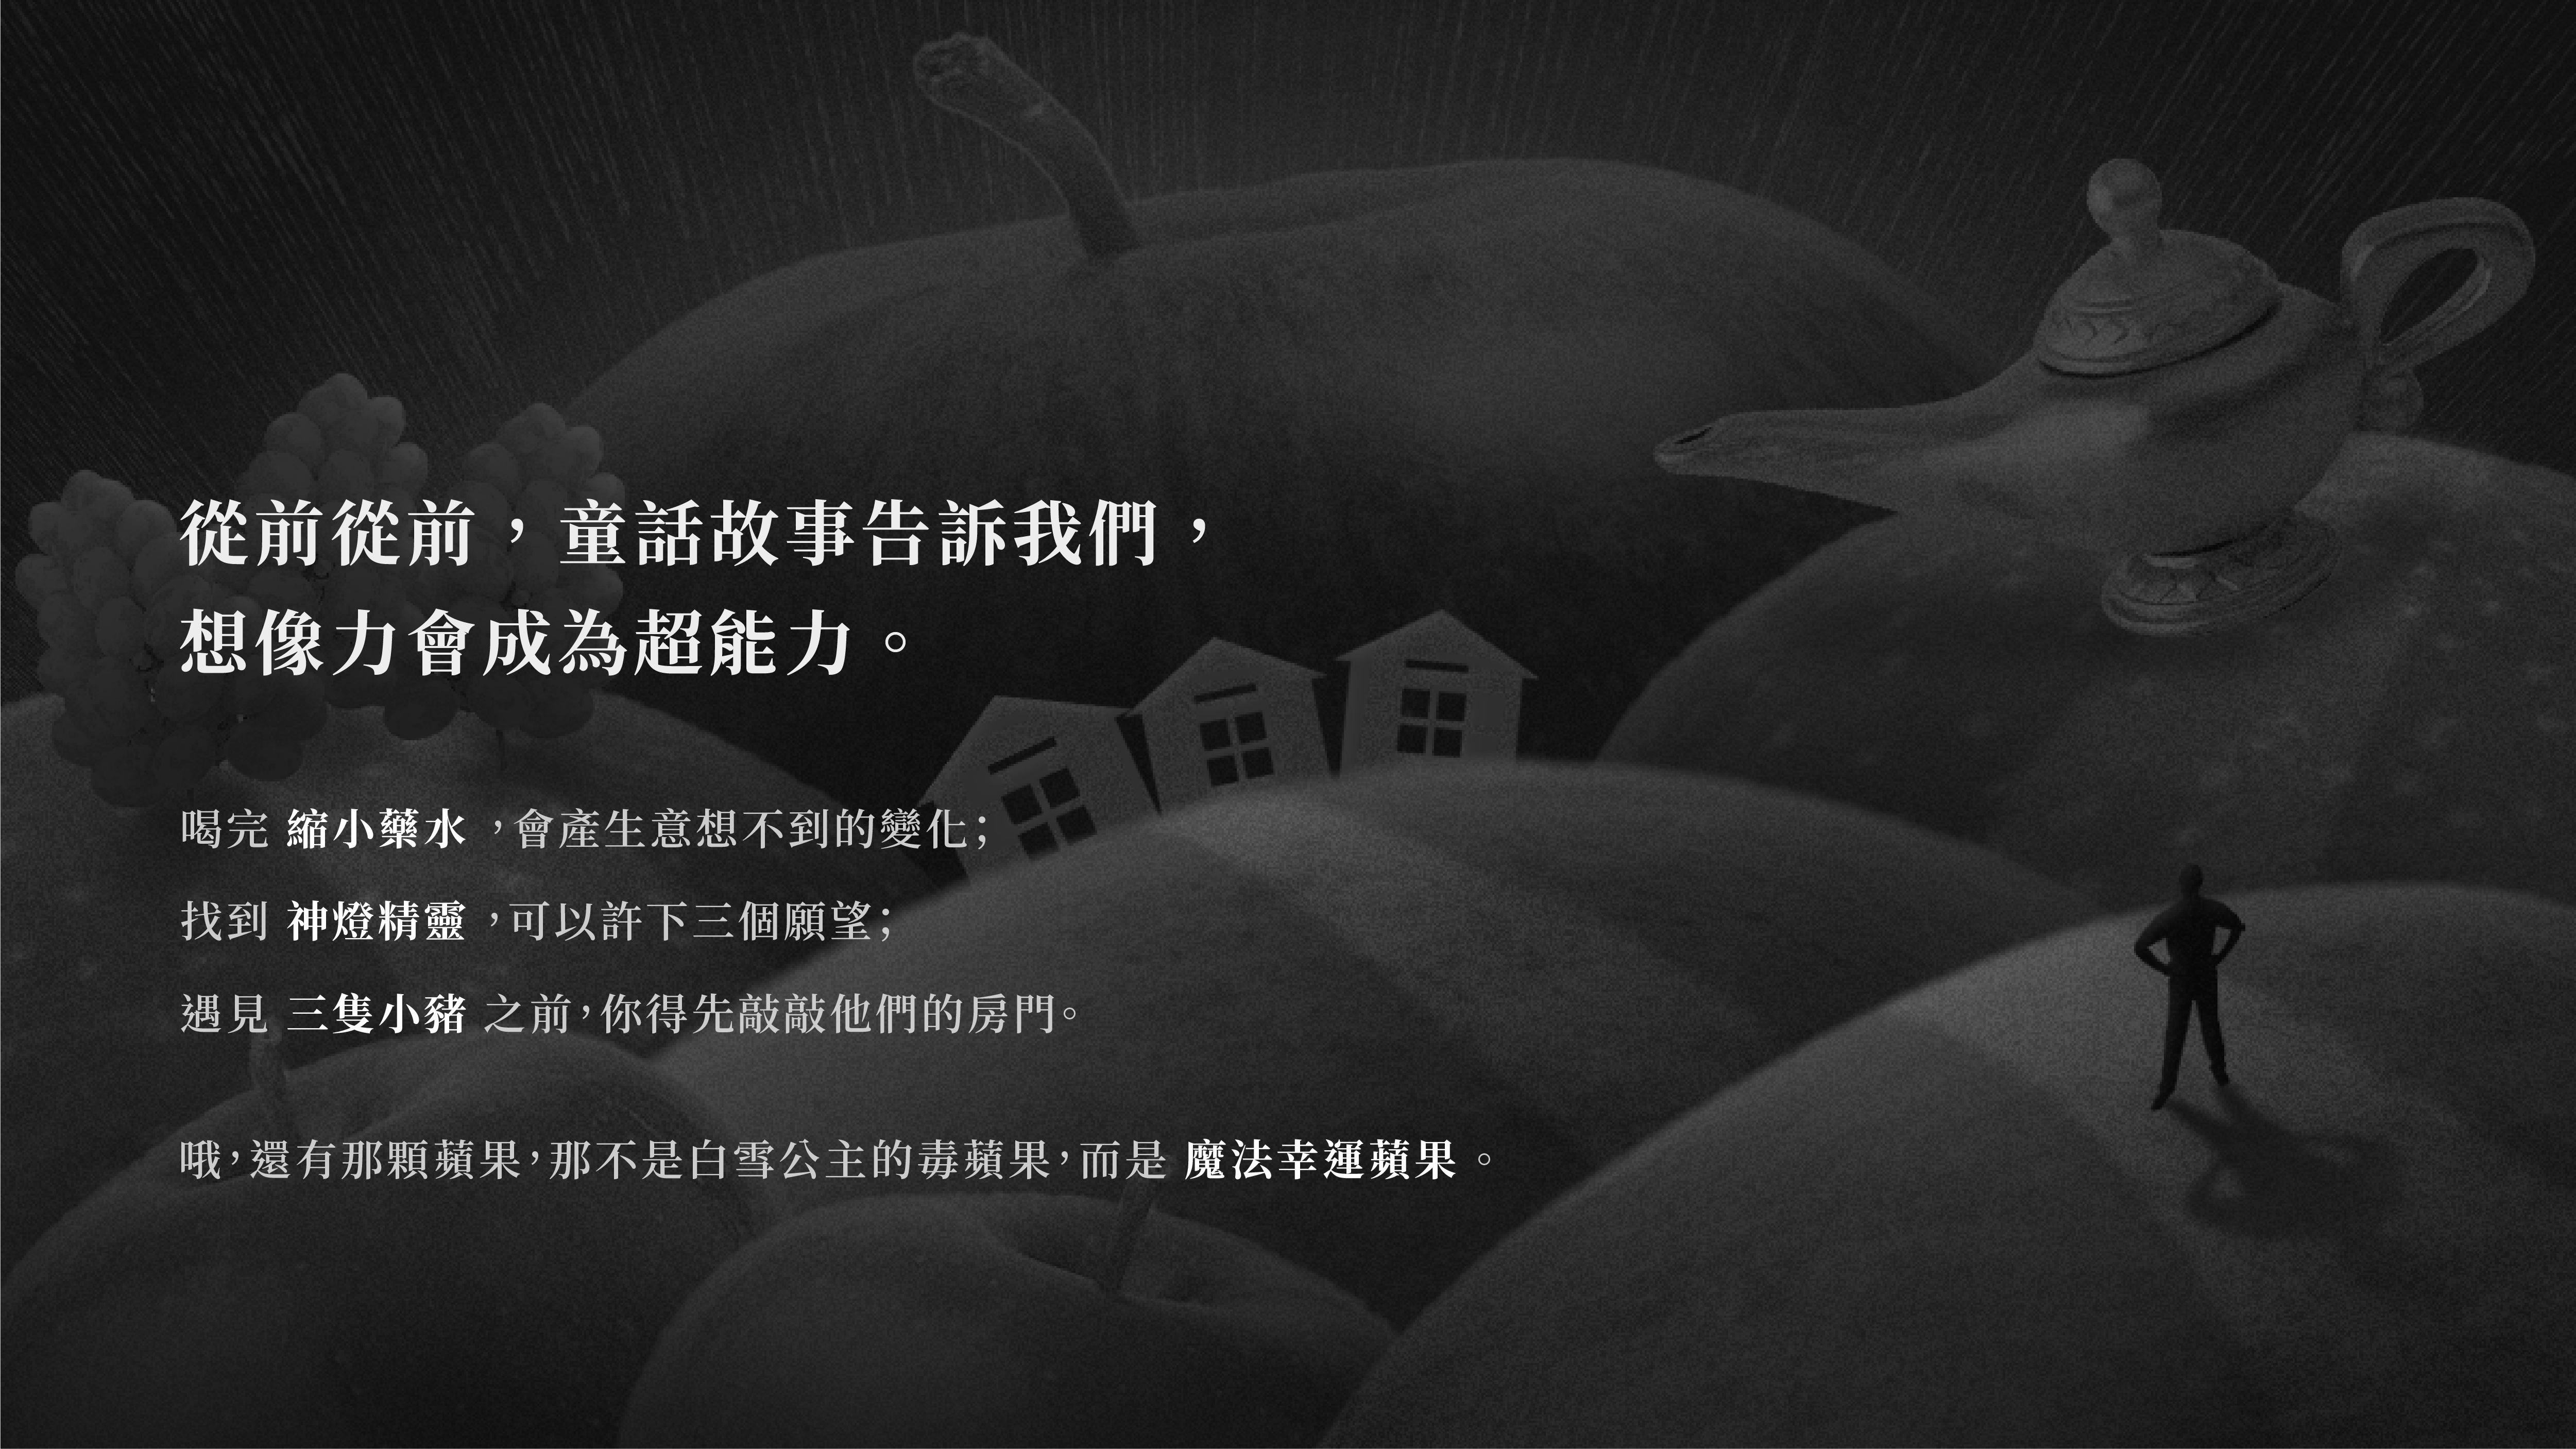 從前從前，童話故事告訴我們，
想像力會成為超能力。
喝完 縮小藥水 ，會產生意想不到的變化；
找到 神燈精靈 ，可以許下三個願望；
遇見 三隻小豬 之前，你得先敲敲他們的房門。
哦，還有那顆蘋果，那不是白雪公主的毒蘋果，而是 魔法幸運蘋果 。